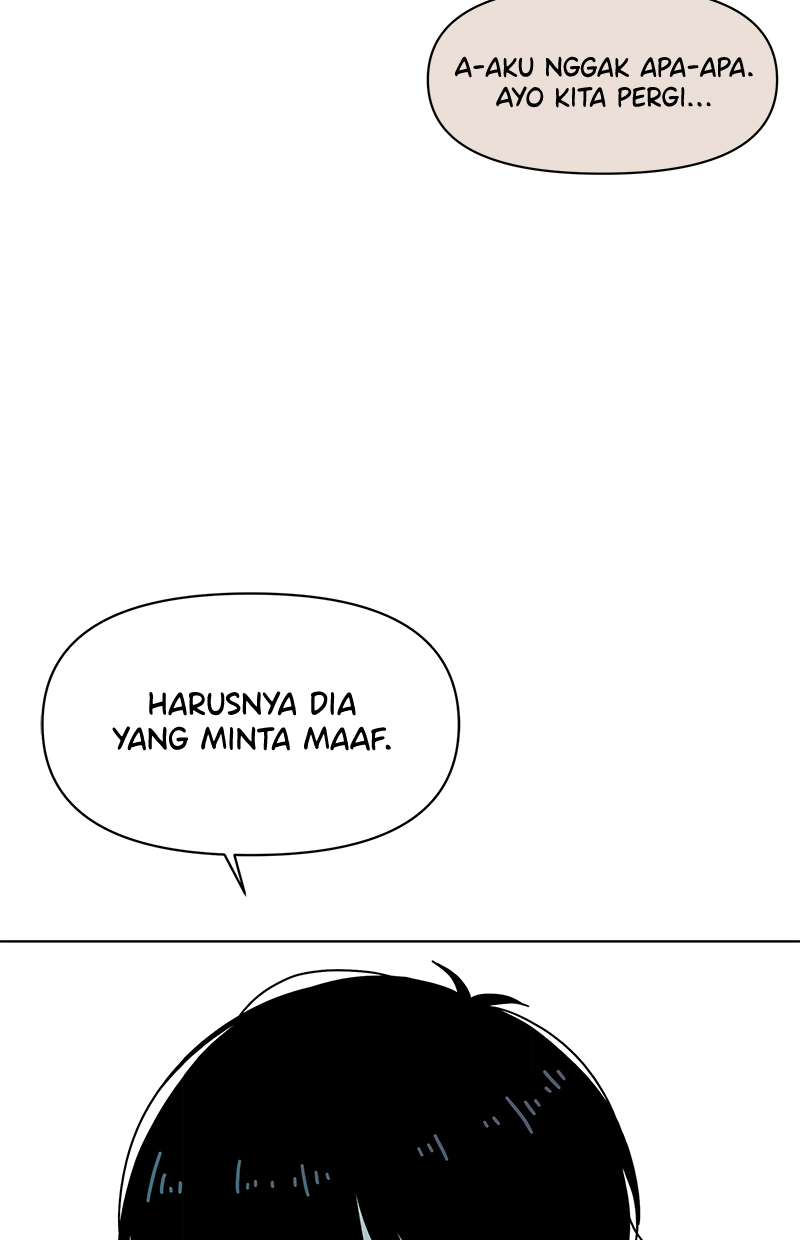 A-AKU NGGAK APA-APA.
AYO KITA PERGI...
HARUSNYA DIA
YANG MINTA MAAF.